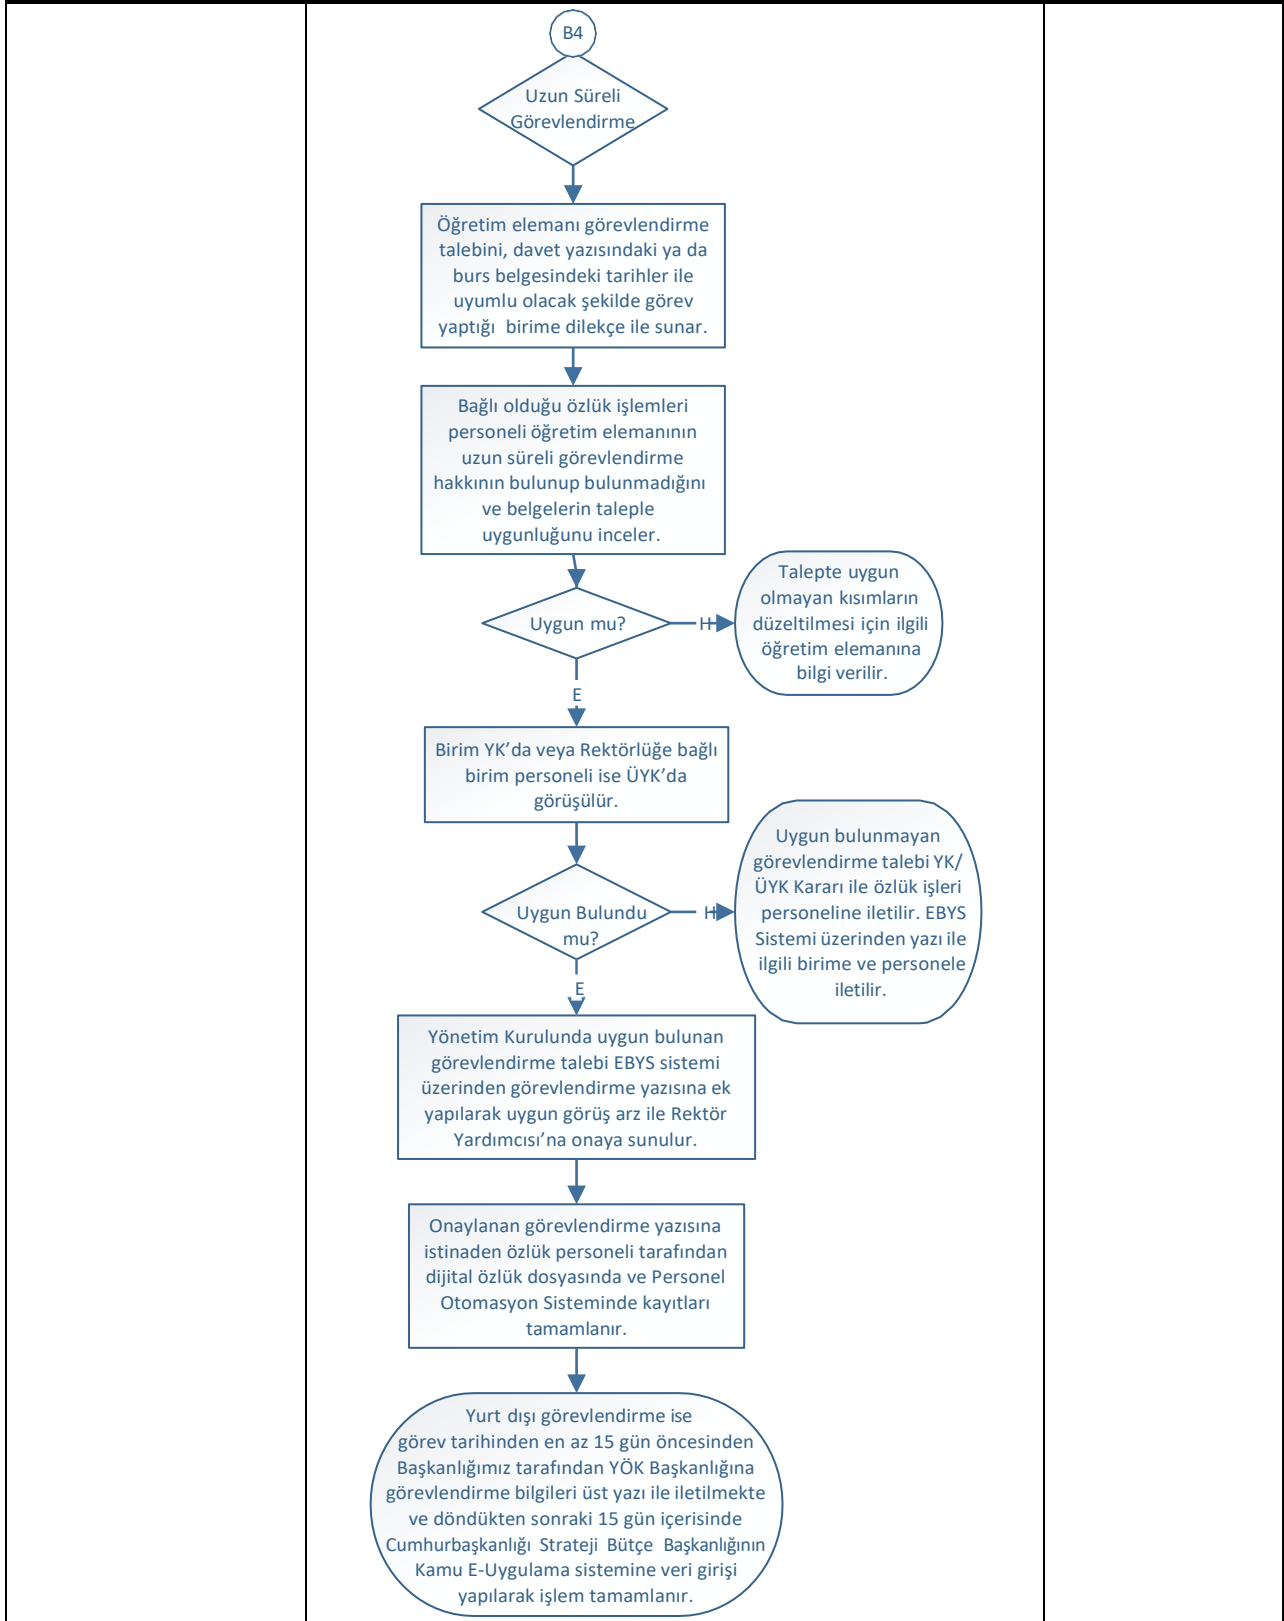 B4
Uzun Süreli
Görevlendirme
Öğretim elemanı görevlendirme
talebini, davet yazısındaki ya da
burs belgesindeki tarihler ile
uyumlu olacak şekilde görev
yaptığı birime dilekçe ile sunar.
Bağlı olduğu özlük işlemleri
personeli öğretim elemanının
uzun süreli görevlendirme
hakkının bulunup bulunmadığını
ve belgelerin taleple
uygunluğunu inceler.
Uygun mu?
H
Talepte uygun
olmayan kısımların
düzeltilmesi için ilgili
öğretim elemanına
bilgi verilir.
E
Birim YK’da veya Rektörlüğe bağlı
birim personeli ise ÜYK’da
görüşülür.
Uygun Bulundu
mu?
H
Uygun bulunmayan
görevlendirme talebi YK/
ÜYK Kararı ile özlük işleri
personeline iletilir. EBYS
Sistemi üzerinden yazı ile
ilgili birime ve personele
iletilir.
E
Yönetim Kurulunda uygun bulunan
görevlendirme talebi EBYS sistemi
üzerinden görevlendirme yazısına ek
yapılarak uygun görüş arz ile Rektör
Yardımcısı’na onaya sunulur.
Onaylanan görevlendirme yazısına
istinaden özlük personeli tarafından
dijital özlük dosyasında ve Personel
Otomasyon Sisteminde kayıtları
tamamlanır.
Yurt dışı görevlendirme ise
görev tarihinden en az 15 gün öncesinden
Başkanlığımız tarafından YÖK Başkanlığına
görevlendirme bilgileri üst yazı ile iletilmekte
ve döndükten sonraki 15 gün içerisinde
Cumhurbaşkanlığı Strateji Bütçe Başkanlığının
Kamu E-Uygulama sistemine veri girişi
yapılarak işlem tamamlanır.